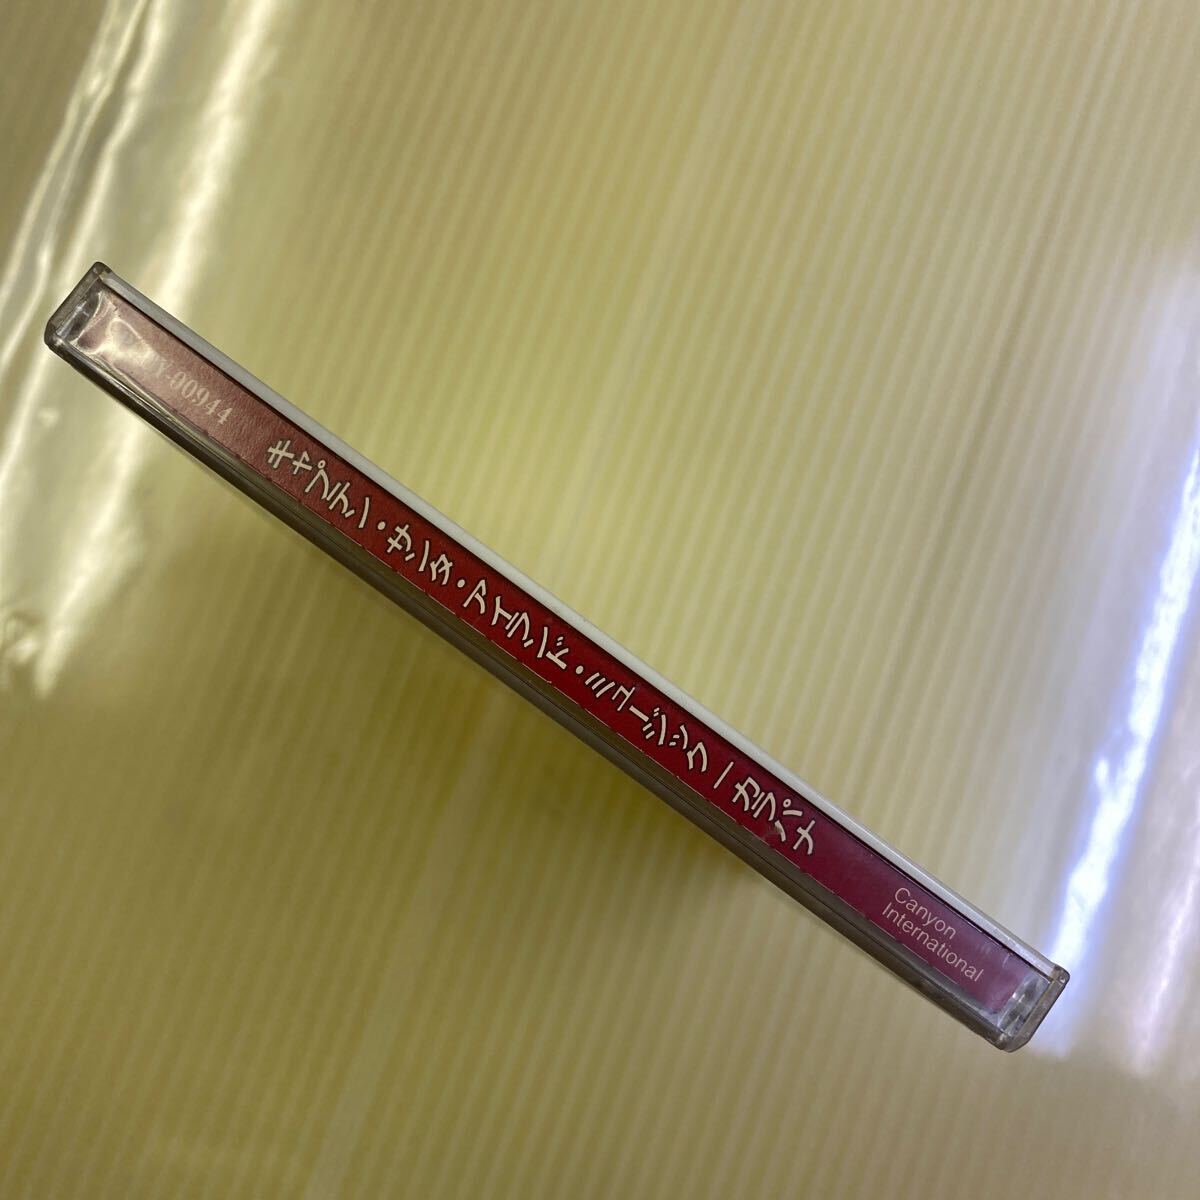 00944
キャプテン・サンタ・アイランド・ミュージック－カラパナ
Canyon
International